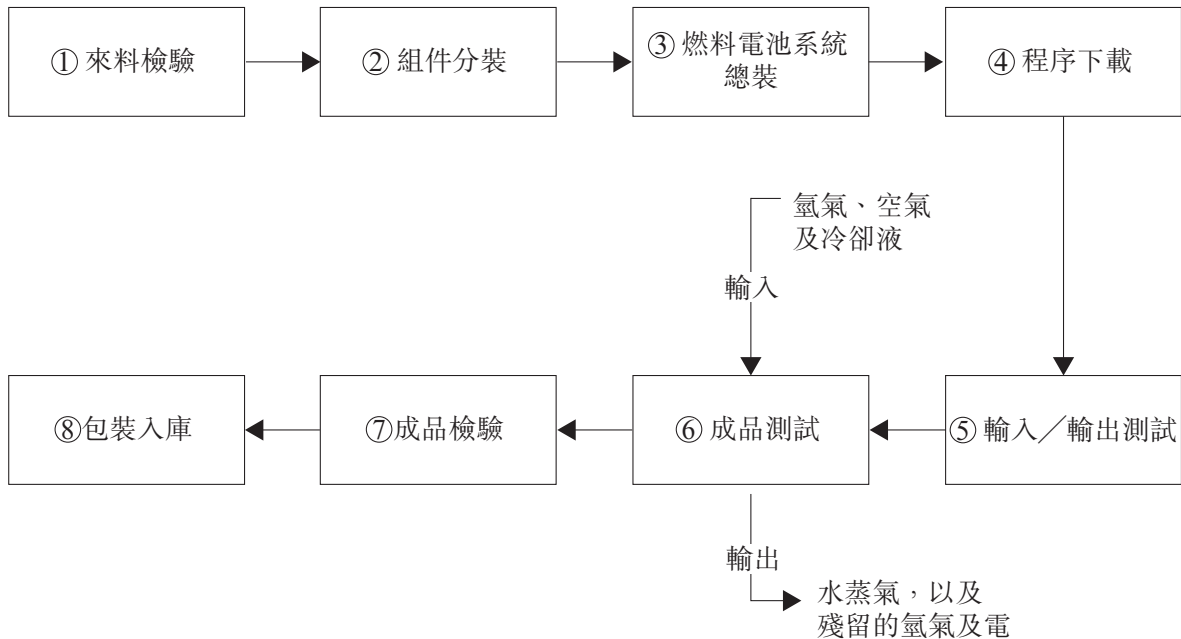 ①來料檢驗
②組件分裝
③燃料電池系統
總裝
④程序下載
氫氣、空氣
及冷卻液
輸入
⑧包裝入庫
⑦成品檢驗
⑥成品測試
⑤輸入／輸出測試
輸出
水蒸氣，以及
殘留的氫氣及電